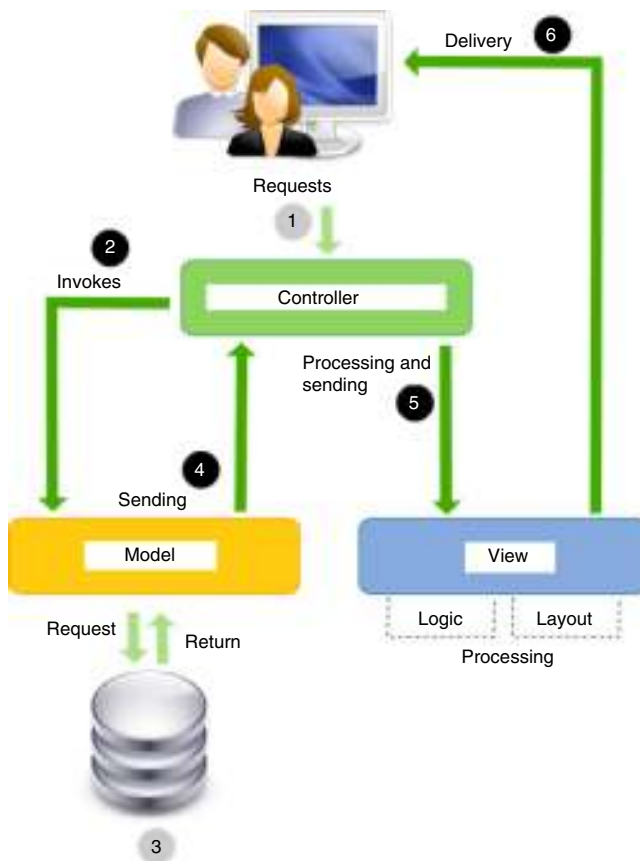 Delivery
6
Requests
1
2
Invokes
Controller
Processing and
sending
5
4
Sending
Model
View
Logic
Layout
Processing
Request
Return
3